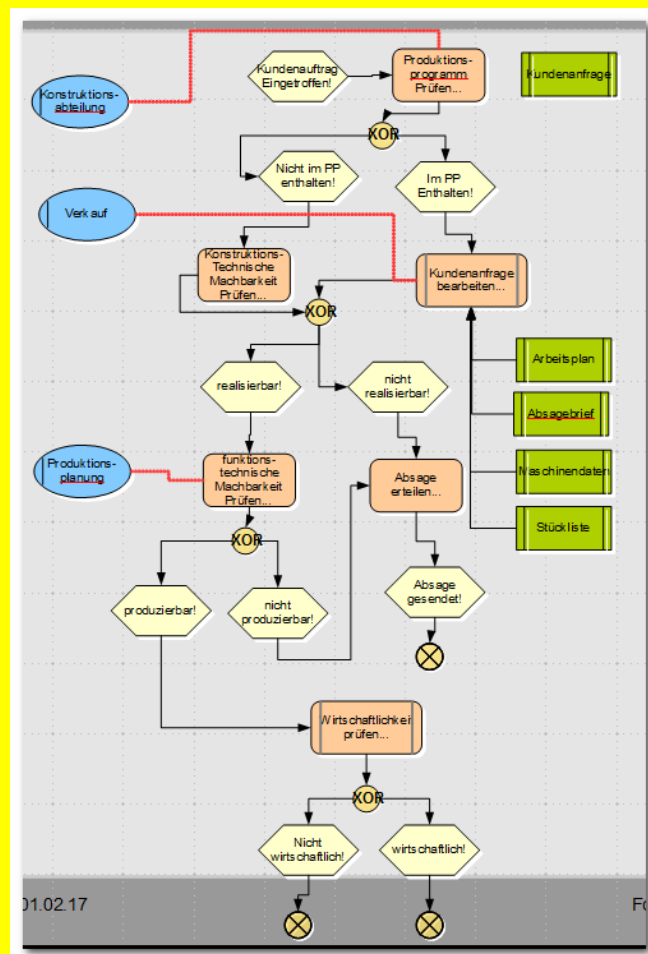 Kundenauftrag
Eingetroffen!
Produktions-
programm
Prüfen...
Kundenanfrage
Konstruktions-
abteilung
XOR
Nicht im PP
enthalten!
Im PP
Enthalten!
Verkauf
Konstruktions-
Technische
Machbarkeit
Prüfen...
Kundenanfrage
bearbeiten...
XOR
Arbeitsplan
realisierbar!
nicht
realisierbar!
Absagebrief
Produktions-
planung
funktions-
technische
Machbarkeit
Prüfen...
Absage
erteilen...
Maschinendaten
Stückliste
XOR
produzierbar!
nicht
produzierbar!
Absage
gesendet!
Wirtschaftlichkeit
prüfen...
XOR
Nicht
wirtschaftlich!
wirtschaftlich!
01.02.17
Fo